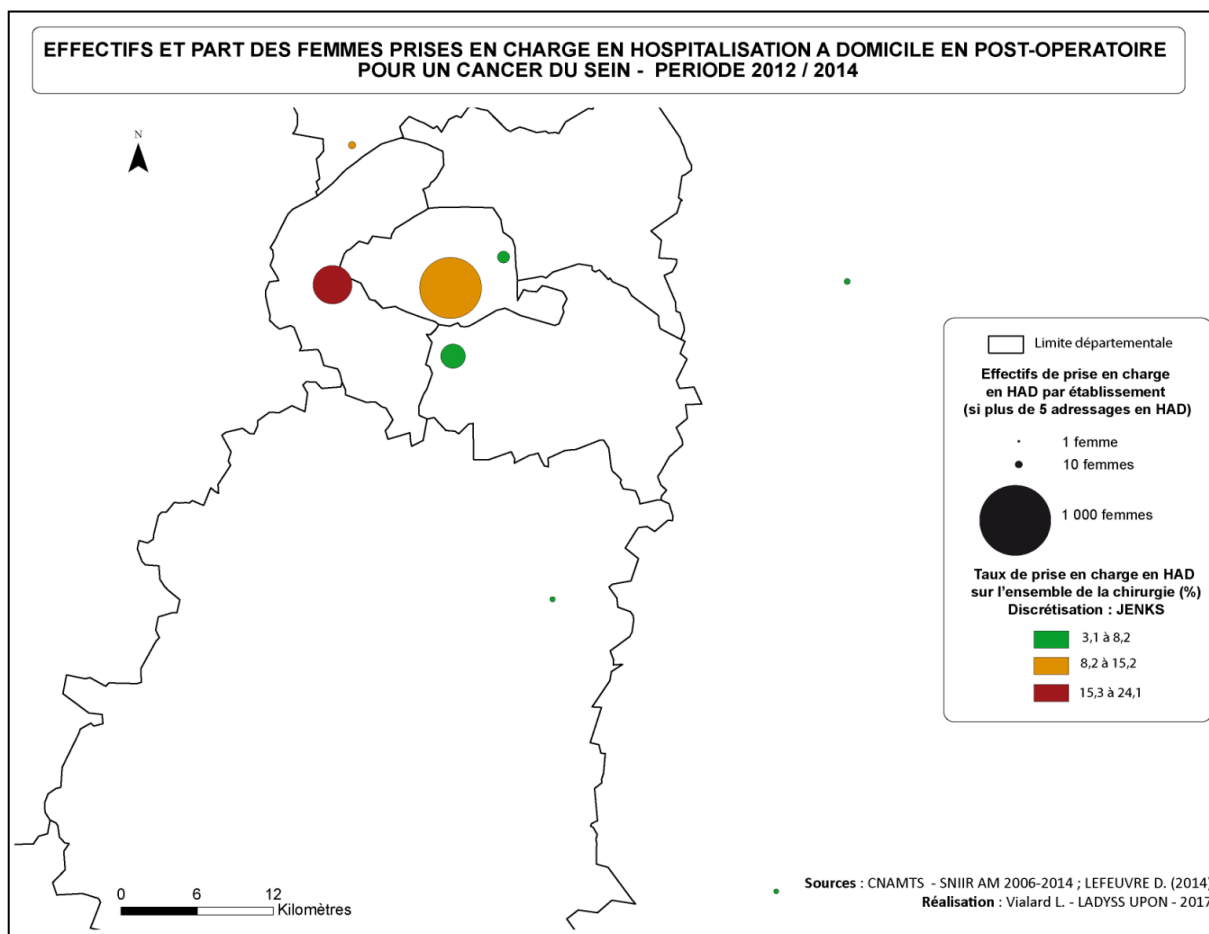 EFFECTIFS ET PART DES FEMMES PRISES EN CHARGE EN HOSPITALISATION A DOMICILE EN POST-OPERATOIRE
POUR UN CANCER DU SEIN - PERIODE 2012 / 2014
N
Limite départementale
Effectifs de prise en charge
en HAD par établissement
(si plus de 5 adressages en HAD)
1 femme
10 femmes
1 000 femmes
Taux de prise en charge en HAD
sur l'ensemble de la chirurgie (%)
Discrétisation : JENKS
3,1 à 8,2
8,2 à 15,2
15,3 à 24,1
0 6 12
Kilomètres
Sources : CNAMTS - SNIIR AM 2006-2014 ; LEFEUVRE D. (2014)
Réalisation : Vialard L. - LADYSS UPON - 2017